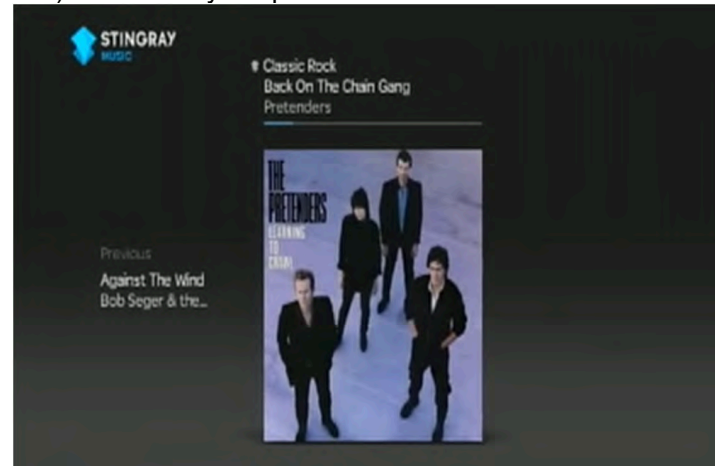 STINGRAY
MUSIC
Classic Rock
Back On The Chain Gang
Pretenders
THE
PRETENDERS
LEARNING
TO
CRAWL
Previous
Against The Wind
Bob Seger & the...